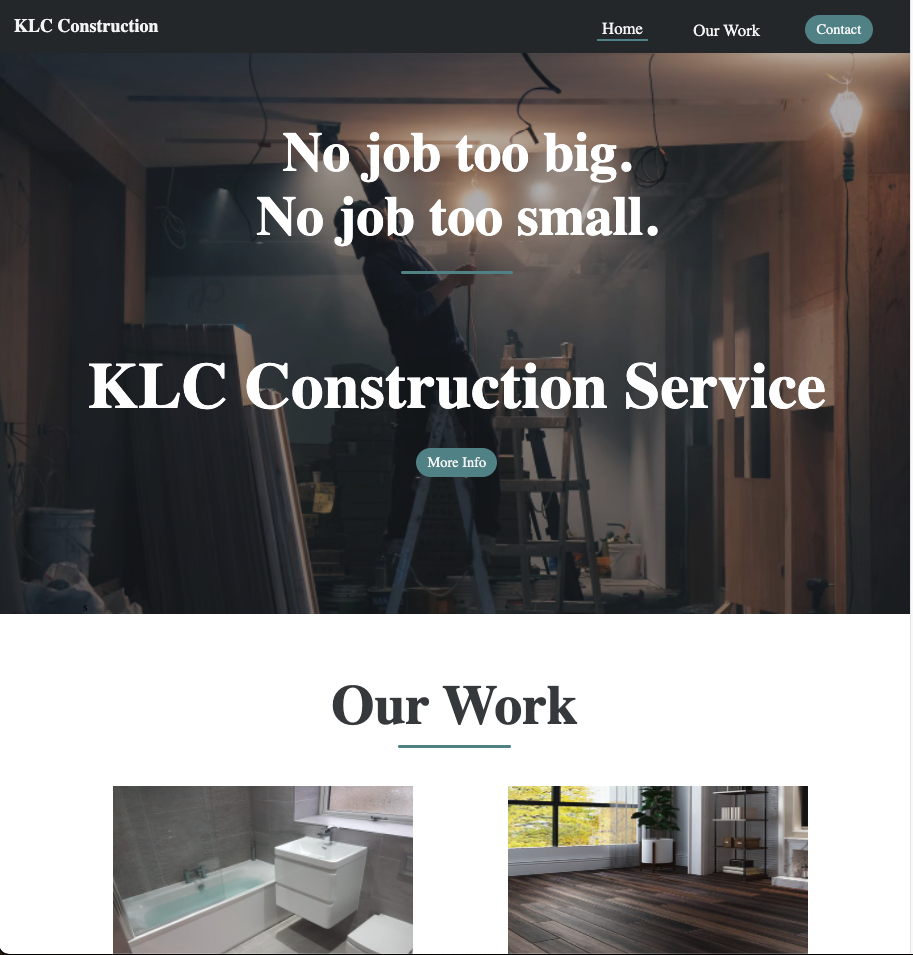 KLC Construction
Home
Our Work
Contact
No job too big.
No job too small.
KLC Construction Service
More Info
Our Work